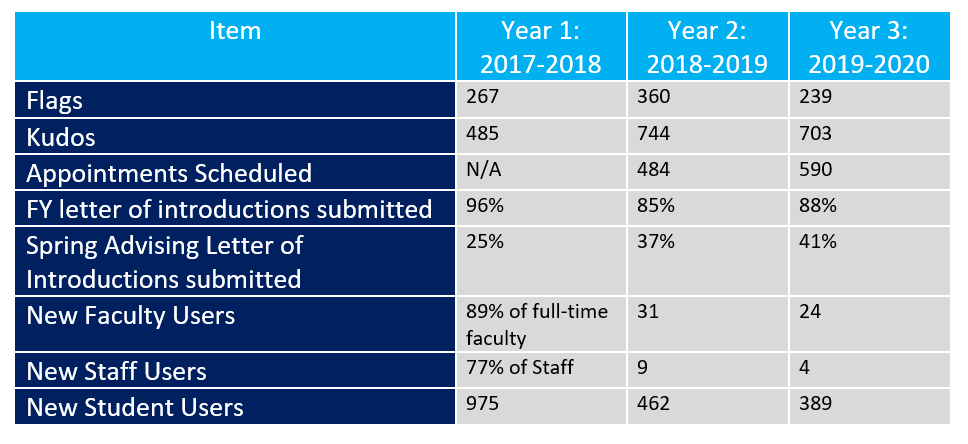 Item Year 1: Year 2: Year 3:
2017-2018 2018-2019 2019-2020
Flags 267 360 239
Kudos 485 744 703
Appointments Scheduled N/A 484 590
FY letter of introductions submitted 96% 85% 88%
Spring Advising Letter of 25% 37% 41%
Introductions submitted
New Faculty Users 89% of full-time 31 24
faculty
New Staff Users 77% of Staff 9 4
New Student Users 975 462 389